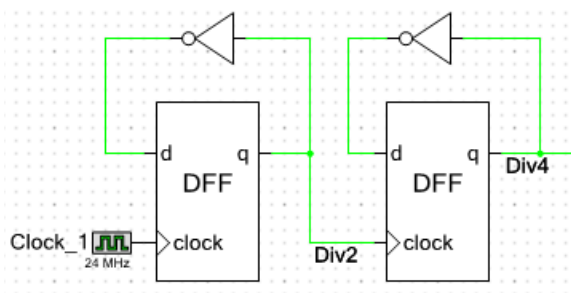 d q
DFF
clock
Clock_1
24 MHz
Div2
d q
DFF
clock
Div4